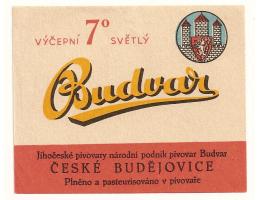 VÝČEPNÍ 7° SVĚTLÝ
Budvar
Jihočeské pivovary národní podnik pivovar Budvar
ČESKÉ BUDĚJOVICE
Plněno a pasteurisováno v pivovaře